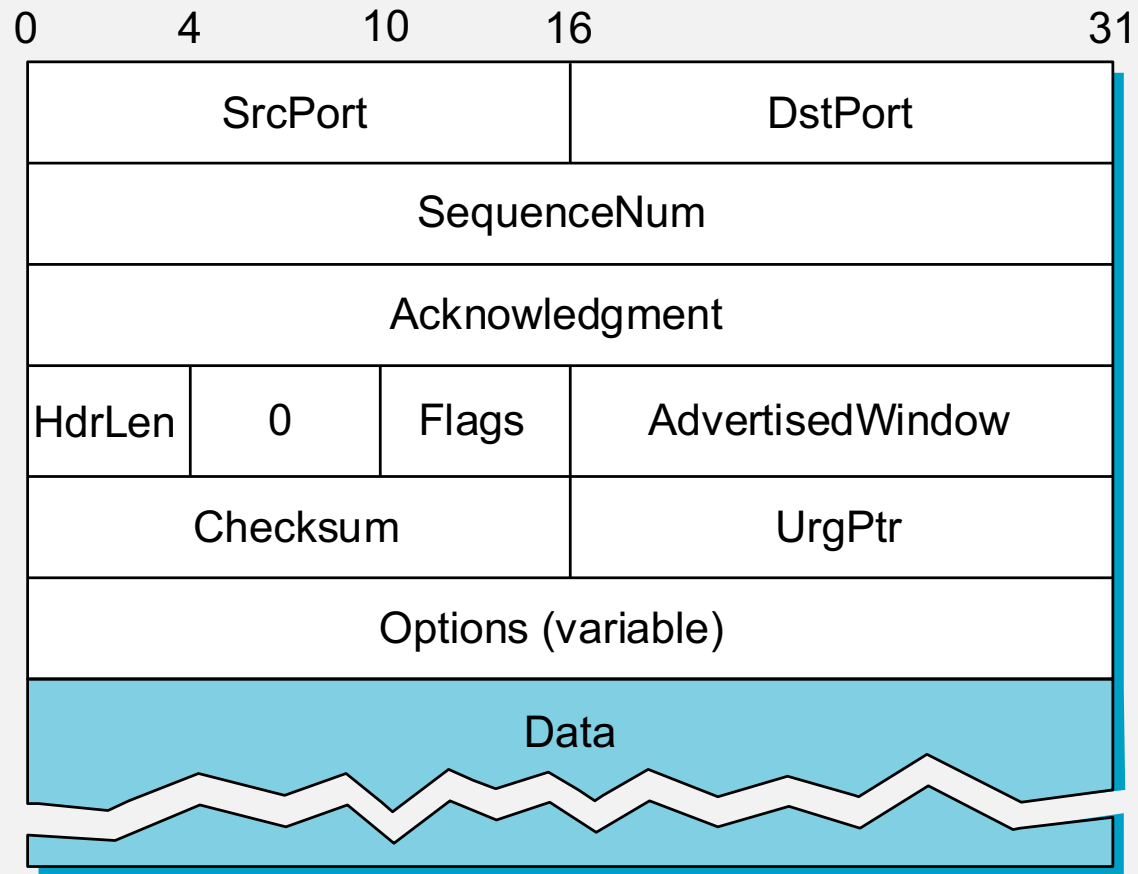 0 4 10 16 31
SrcPort DstPort
SequenceNum
Acknowledgment
HdrLen 0 Flags AdvertisedWindow
Checksum UrgPtr
Options (variable)
Data